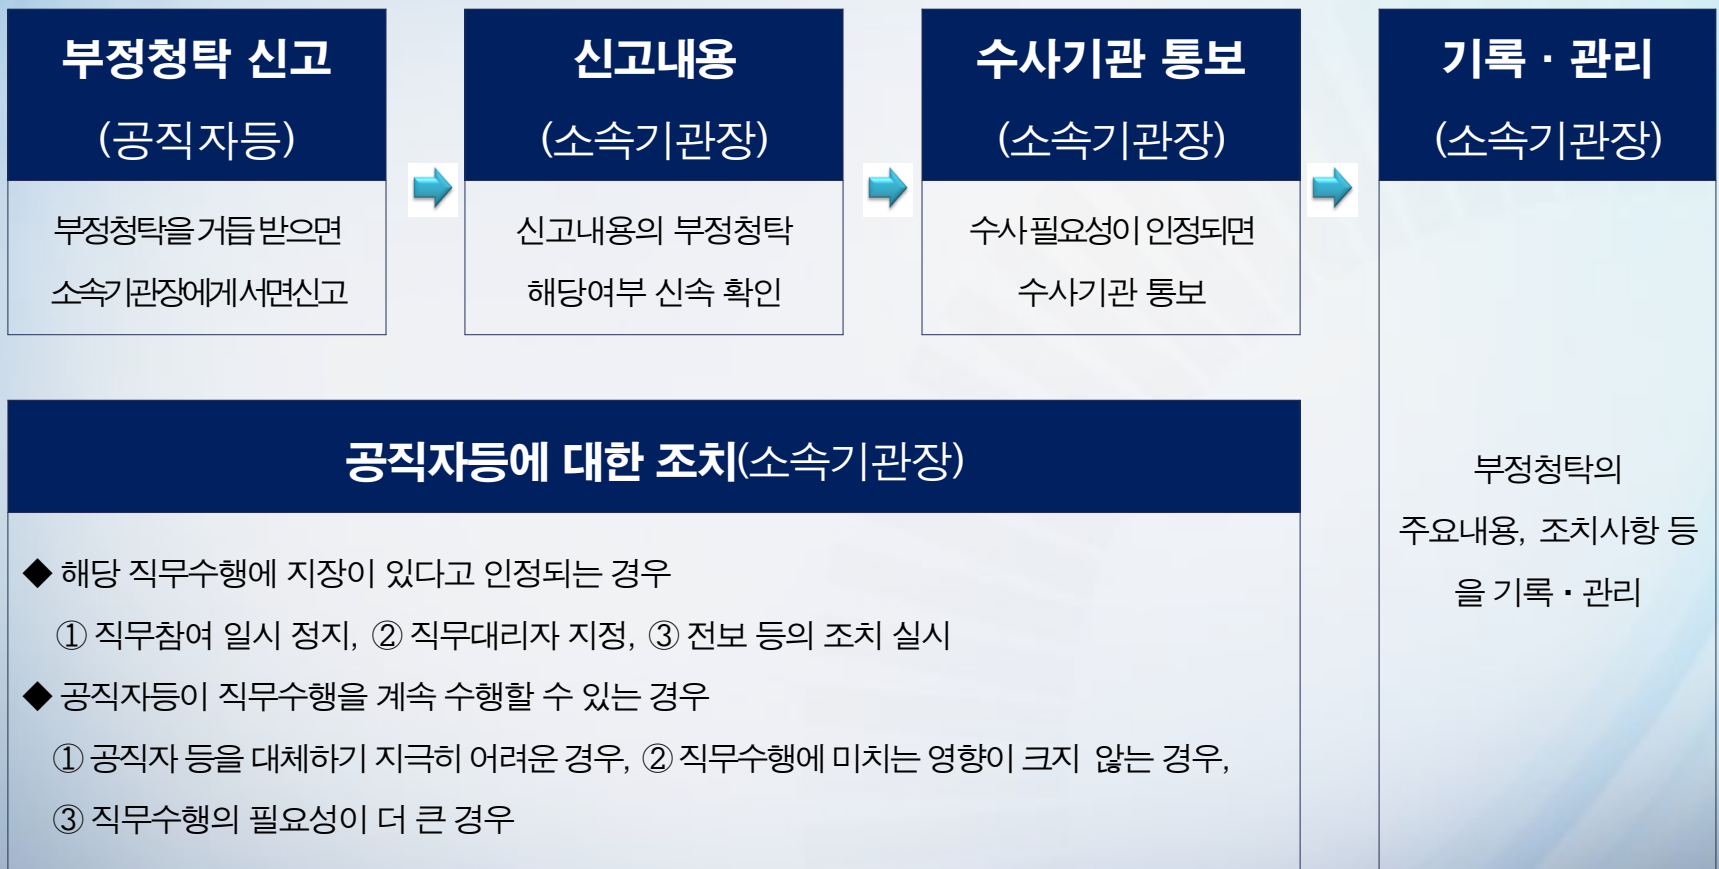 부정청탁 신고
(공직자등)
부정청탁을 거듭 받으면
소속기관장에게 서면신고
신고내용
(소속기관장)
신고내용의 부정청탁
해당여부 신속 확인
수사기관 통보
(소속기관장)
수사 필요성이 인정되면
수사기관 통보
기록 · 관리
(소속기관장)
부정청탁의
주요내용, 조치사항 등
을 기록 · 관리
공직자등에 대한 조치(소속기관장)
◆ 해당 직무수행에 지장이 있다고 인정되는 경우
① 직무참여 일시 정지, ② 직무대리자 지정, ③ 전보 등의 조치 실시
◆ 공직자등이 직무수행을 계속 수행할 수 있는 경우
① 공직자 등을 대체하기 지극히 어려운 경우, ② 직무수행에 미치는 영향이 크지 않는 경우,
③ 직무수행의 필요성이 더 큰 경우